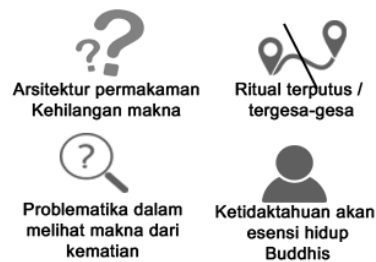 Arsitektur permakaman
Kehilangan makna
Ritual terputus /
tergesa-gesa
Problematika dalam
melihat makna dari
kematian
Ketidaktahuan akan
esensi hidup
Buddhis